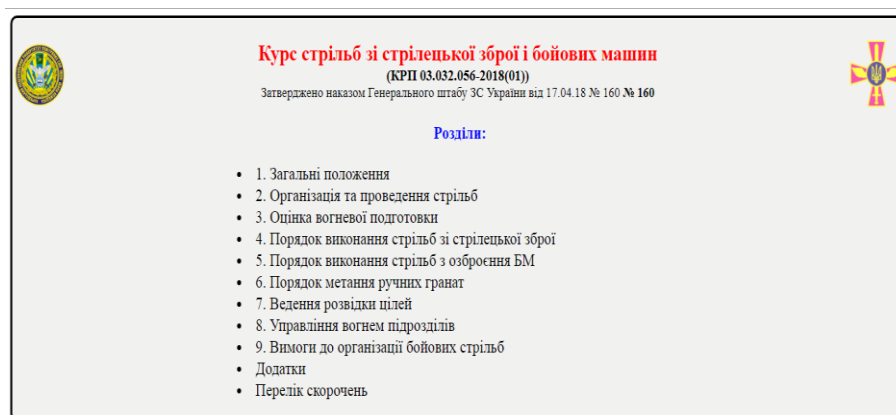 Курс стрільб зі стрілецької зброї і бойових машин
(КРП 03.032.056-2018(01))
Затверджено наказом Генерального штабу ЗС України від 17.04.18 № 160 № 160
Розділи:
• 1. Загальні положення
• 2. Організація та проведення стрільб
• 3. Оцінка вогневої подготовки
• 4. Порядок виконання стрільб зі стрілецької зброї
• 5. Порядок виконання стрільб з озброєння БМ
• 6. Порядок метання ручних гранат
• 7. Ведення розвідки цілей
• 8. Управління вогнем підрозділів
• 9. Вимоги до організації бойових стрільб
• Додатки
• Перелік скорочень